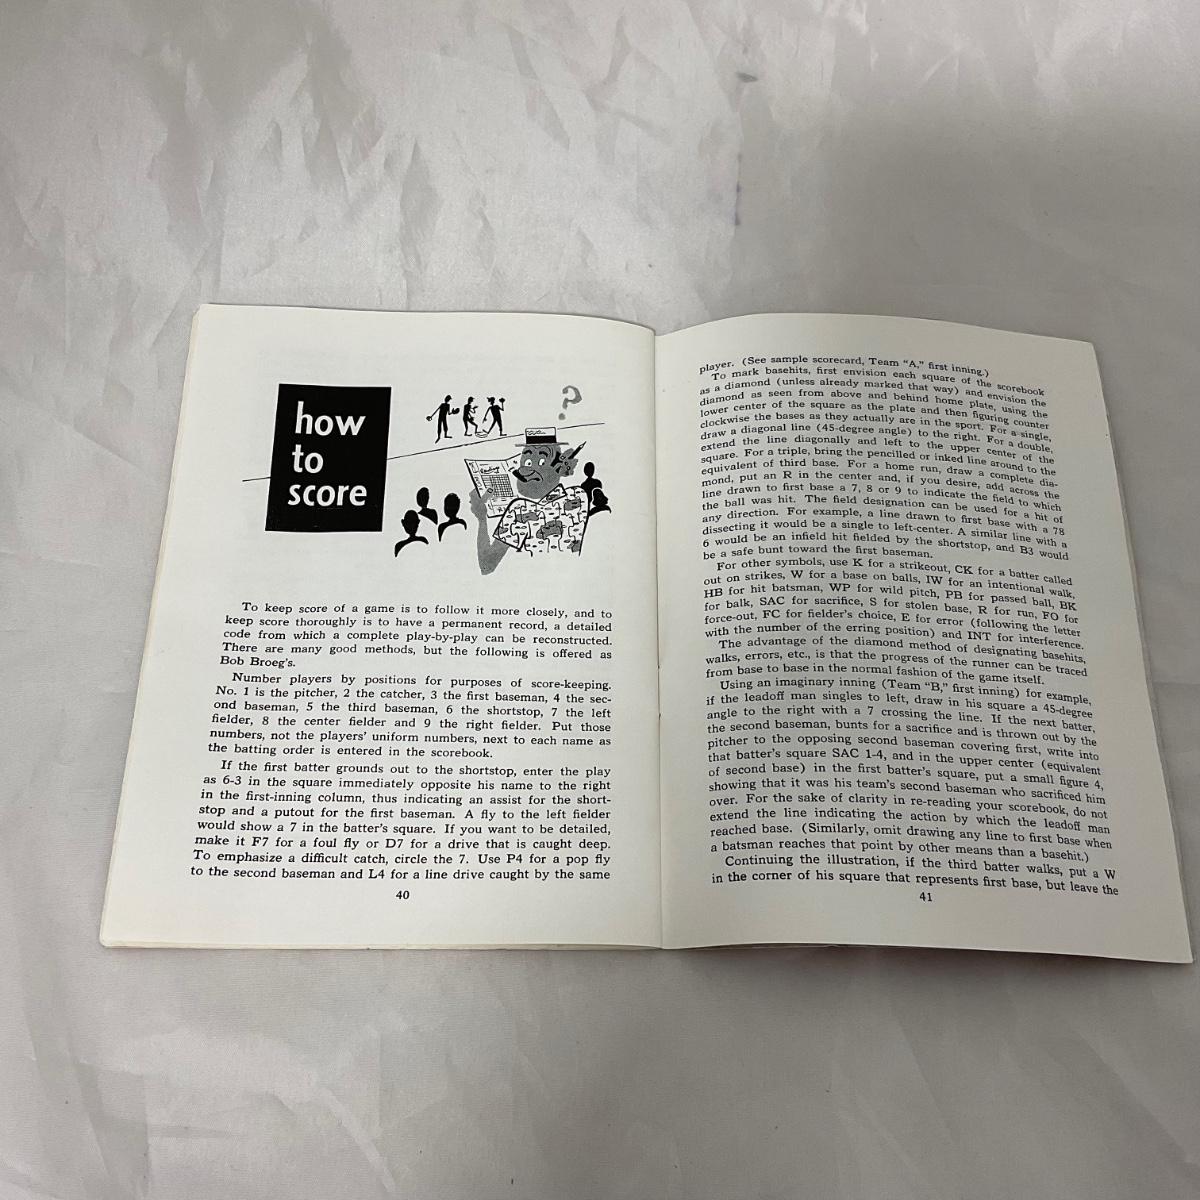 how
to
score
?
To keep score of a game is to follow it more closely, and to
keep score thoroughly is to have a permanent record, a detailed
code from which a complete play-by-play can be reconstructed.
There are many good methods, but the following is offered as
Bob Broeg's.
Number players by positions for purposes of score-keeping.
No. 1 is the pitcher, 2 the catcher, 3 the first baseman, 4 the sec-
ond baseman, 5 the third baseman, 6 the shortstop, 7 the left
fielder, 8 the center fielder and 9 the right fielder. Put those
numbers, not the players' uniform numbers, next to each name as
the batting order is entered in the scorebook.
If the first batter grounds out to the shortstop, enter the play
as 6-3 in the square immediately opposite his name to the right
in the first-inning column, thus indicating an assist for the short-
stop and a putout for the first baseman. A fly to the left fielder
would show a 7 in the batter's square. If you want to be detailed,
make it F7 for a foul fly or D7 for a drive that is caught deep.
To emphasize a difficult catch, circle the 7. Use P4 for a pop fly
to the second baseman and L4 for a line drive caught by the same
40
player. (See sample scorecard, Team "A," first inning.)
To mark basehits, first envision each square of the scorebook
as a diamond (unless already marked that way) and envision the
diamond as seen from above and behind home plate, using the
lower center of the square as the plate and then figuring counter
clockwise the bases as they actually are in the sport. For a single,
draw a diagonal line (45-degree angle) to the right. For a double,
extend the line diagonally and left to the upper center of the
square. For a triple, bring the pencilled or inked line around to the
equivalent of third base. For a home run, draw a complete dia-
mond, put an R in the center and, if you desire, add across the
line drawn to first base a 7, 8 or 9 to indicate the field to which
the ball was hit. The field designation can be used for a hit of
any direction. For example, a line drawn to first base with a 78
dissecting it would be a single to left-center. A similar line with a
6 would be an infield hit fielded by the shortstop, and B3 would
be a safe bunt toward the first baseman.
For other symbols, use K for a strikeout, CK for a batter called
out on strikes, W for a base on balls, IW for an intentional walk,
HB for hit batsman, WP for wild pitch, PB for passed ball, BK
for balk, SAC for sacrifice, S for stolen base, R for run, FO for
force-out, FC for fielder's choice, E for error (following the letter
with the number of the erring position) and INT for interference.
The advantage of the diamond method of designating basehits,
walks, errors, etc., is that the progress of the runner can be traced
from base to base in the normal fashion of the game itself.
Using an imaginary inning (Team "B," first inning) for example,
if the leadoff man singles to left, draw in his square a 45-degree
angle to the right with a 7 crossing the line. If the next batter,
the second baseman, bunts for a sacrifice and is thrown out by the
pitcher to the opposing second baseman covering first, write into
that batter's square SAC 1-4, and in the upper center (equivalent
of second base) in the first batter's square, put a small figure 4,
showing that it was his team's second baseman who sacrificed him
over. For the sake of clarity in re-reading your scorebook, do not
extend the line indicating the action by which the leadoff man
reached base. (Similarly, omit drawing any line to first base when
a batsman reaches that point by other means than a basehit.)
Continuing the illustration, if the third batter walks, put a W
in the corner of his square that represents first base, but leave the
41